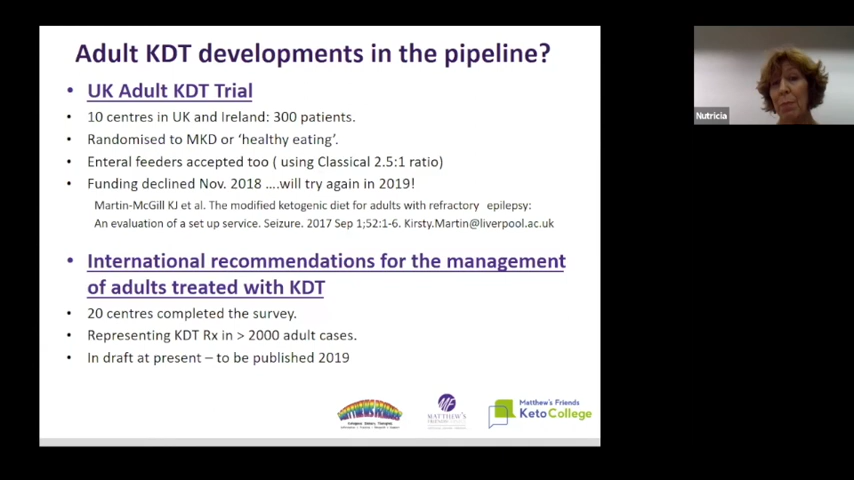 Adult KDT developments in the pipeline?
• UK Adult KDT Trial
• 10 centres in UK and Ireland: 300 patients.
• Randomised to MKD or ‘healthy eating’.
• Enteral feeders accepted too ( using Classical 2.5:1 ratio)
• Funding declined Nov. 2018 ….will try again in 2019!
Martin-McGill KJ et al. The modified ketogenic diet for adults with refractory epilepsy:
An evaluation of a set up service. Seizure. 2017 Sep 1;52:1-6. Kirsty.Martin@liverpool.ac.uk
• International recommendations for the management
of adults treated with KDT
• 20 centres completed the survey.
• Representing KDT Rx in > 2000 adult cases.
• In draft at present – to be published 2019
MATTHEW'S FRIENDS
MATTHEW'S
Matthew's Friends
KetoCollege
Nutricia